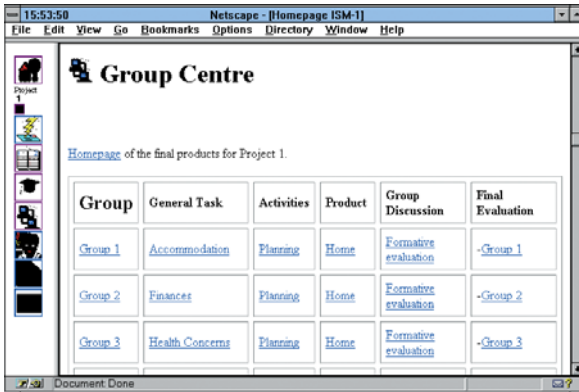 15:53:50 Netscape - [Homepage ISM-1]
File Edit View Go Bookmarks Options Directory Window Help
Project
1
Group Centre
Homepage of the final products for Project 1.
Group General Task Activities Product Group Discussion Final Evaluation
Group 1 Accommodation Planning Home Formative evaluation -Group 1
Group 2 Finances Planning Home Formative evaluation -Group 2
Group 3 Health Concerns Planning Home Formative evaluation -Group 3
Document: Done